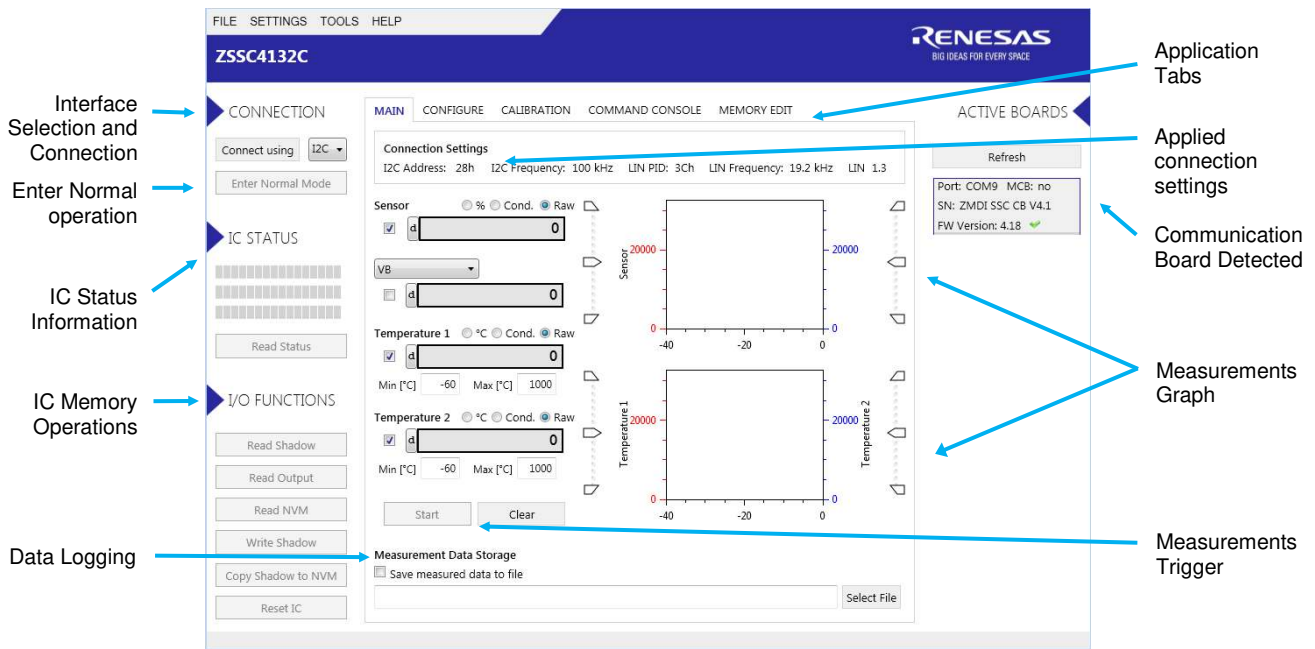 FILE SETTINGS TOOLS HELP
ZSSC4132C
RENESAS
BIG IDEAS FOR EVERY SPACE
Application
Tabs
Interface
Selection and
Connection
CONNECTION
Connect using I2C
Enter Normal Mode
Enter Normal
operation
IC STATUS
IC Status
Information
Read Status
IC Memory
Operations
I/O FUNCTIONS
Read Shadow
Read Output
Read NVM
Write Shadow
Copy Shadow to NVM
Reset IC
Data Logging
MAIN CONFIGURE CALIBRATION COMMAND CONSOLE MEMORY EDIT
Connection Settings
I2C Address: 28h I2C Frequency: 100 kHz LIN PID: 3Ch LIN Frequency: 19.2 kHz LIN 1.3
Sensor % Cond. Raw
d 0
VB
d 0
Temperature 1 °C Cond. Raw
d 0
Min [°C] -60 Max [°C] 1000
Temperature 2 °C Cond. Raw
d 0
Min [°C] -60 Max [°C] 1000
Start Clear
Sensor
20000 20000
0 0
-40 -20 0
Temperature 1
Temperature 2
20000 20000
0 0
-40 -20 0
Measurement Data Storage
Save measured data to file
Select File
ACTIVE BOARDS
Refresh
Port: COM9 MCB: no
SN: ZMDI SSC CB V4.1
FW Version: 4.18
Applied
connection
settings
Communication
Board Detected
Measurements
Graph
Measurements
Trigger